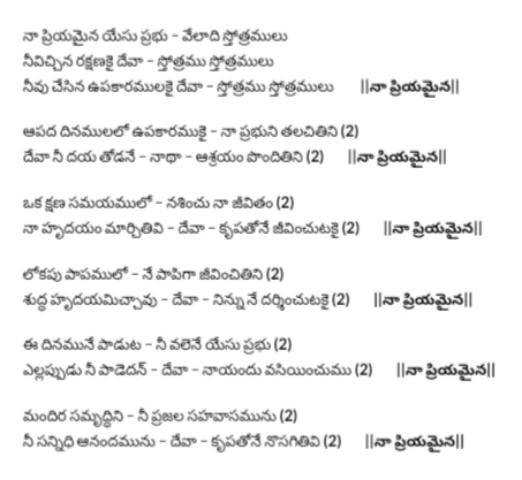 నా ప్రియమైన యేసు ప్రభు – వేలాది స్తోత్రములు
నీవిచ్చిన రక్షణకై దేవా – స్తోత్రము స్తోత్రములు
నీవు చేసిన ఉపకారములకై దేవా – స్తోత్రము స్తోత్రములు ||నా ప్రియమైన||
ఆపద దినములలో ఉపకారముకై – నా ప్రభుని తలచితిని (2)
దేవా నీ దయ తోడనే – నాథా – ఆశ్రయం పొందితిని (2) ||నా ప్రియమైన||
ఒక క్షణ సమయములో – నశించు నా జీవితం (2)
నా హృదయం మార్చితివి – దేవా – కృపతోనే జీవించుటకై (2) ||నా ప్రియమైన||
లోకపు పాపములో – నే పాపిగా జీవించితిని (2)
శుద్ధ హృదయమిచ్చావు – దేవా – నిన్ను నే దర్శించుటకై (2) ||నా ప్రియమైన||
ఈ దినమునే పాడుట – నీ వలెనే యేసు ప్రభు (2)
ఎల్లప్పుడు నీ పాడెదన్ – దేవా – నాయందు వసియించుము (2) ||నా ప్రియమైన||
మందిర సమృద్ధిని – నీ ప్రజల సహవాసమును (2)
నీ సన్నిధి ఆనందమును – దేవా – కృపతోనే నొసగితివి (2) ||నా ప్రియమైన||